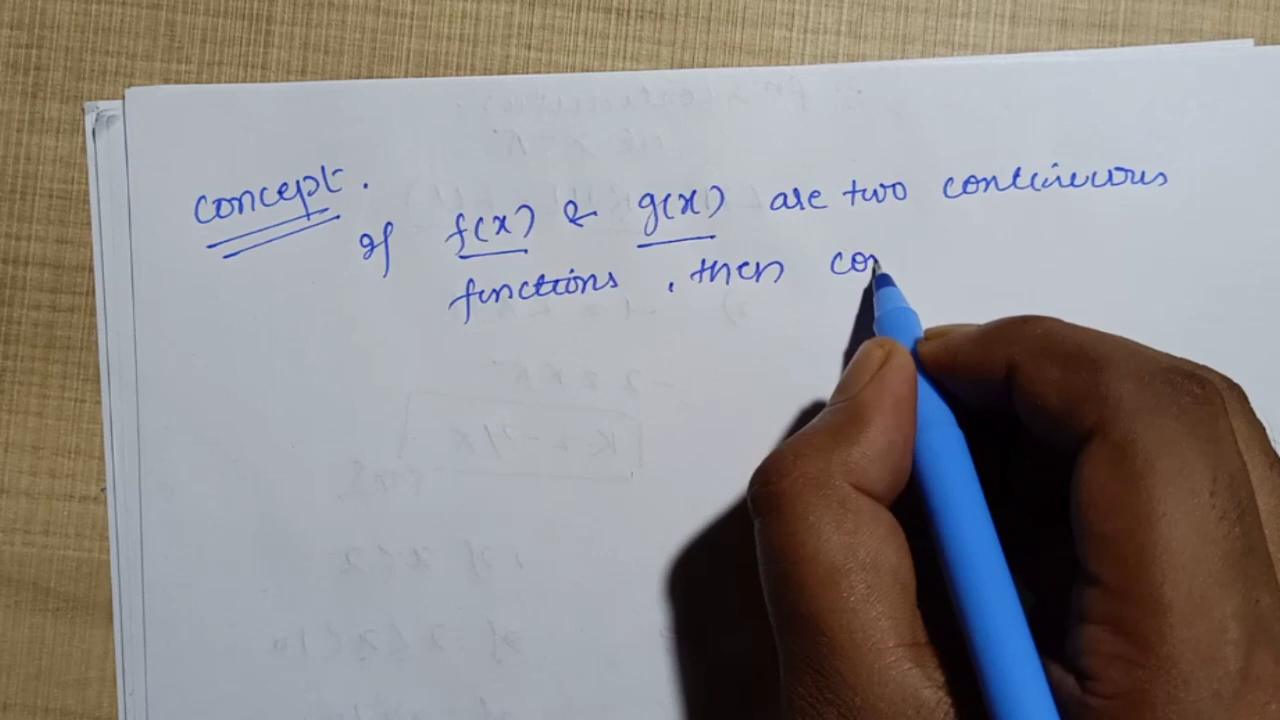 concept.
If f(x) & g(x) are two continuous
functions, then co